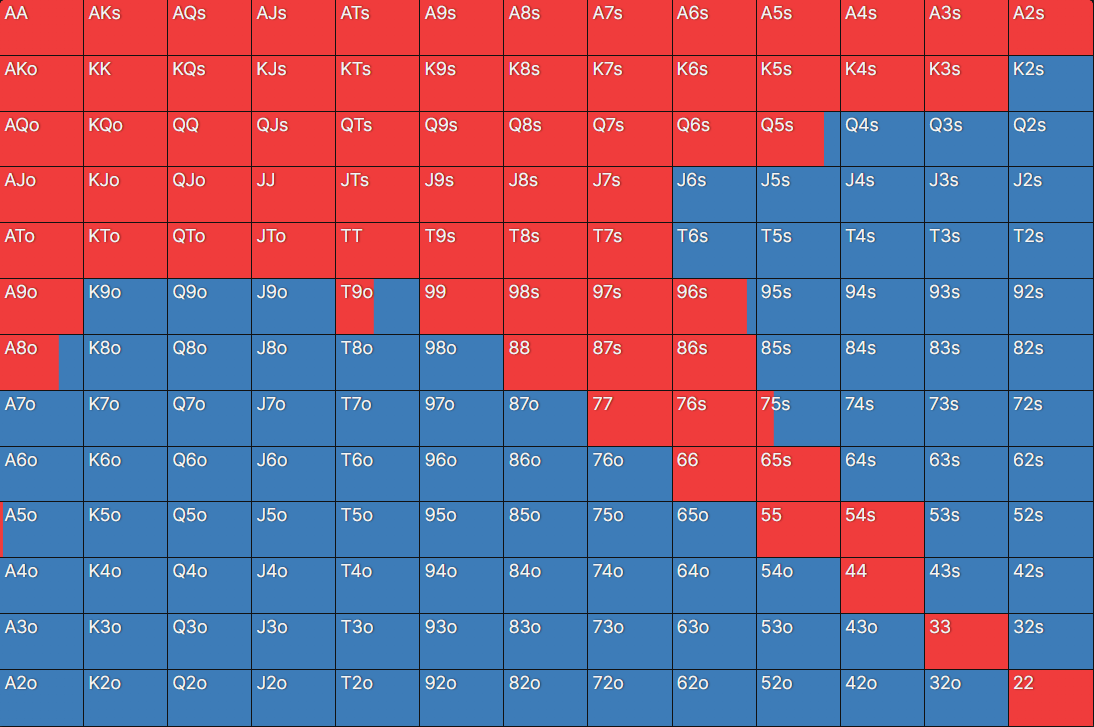 AA AKs AQs AJs ATs A9s A8s A7s A6s A5s A4s A3s A2s
AKo KK KQs KJs KTs K9s K8s K7s K6s K5s K4s K3s K2s
AQo KQo QQ QJs QTs Q9s Q8s Q7s Q6s Q5s Q4s Q3s Q2s
AJo KJo QJo JJ JTs J9s J8s J7s J6s J5s J4s J3s J2s
ATo KTo QTo JTo TT T9s T8s T7s T6s T5s T4s T3s T2s
A9o K9o Q9o J9o T9o 99 98s 97s 96s 95s 94s 93s 92s
A8o K8o Q8o J8o T8o 98o 88 87s 86s 85s 84s 83s 82s
A7o K7o Q7o J7o T7o 97o 87o 77 76s 75s 74s 73s 72s
A6o K6o Q6o J6o T6o 96o 86o 76o 66 65s 64s 63s 62s
A5o K5o Q5o J5o T5o 95o 85o 75o 65o 55 54s 53s 52s
A4o K4o Q4o J4o T4o 94o 84o 74o 64o 54o 44 43s 42s
A3o K3o Q3o J3o T3o 93o 83o 73o 63o 53o 43o 33 32s
A2o K2o Q2o J2o T2o 92o 82o 72o 62o 52o 42o 32o 22